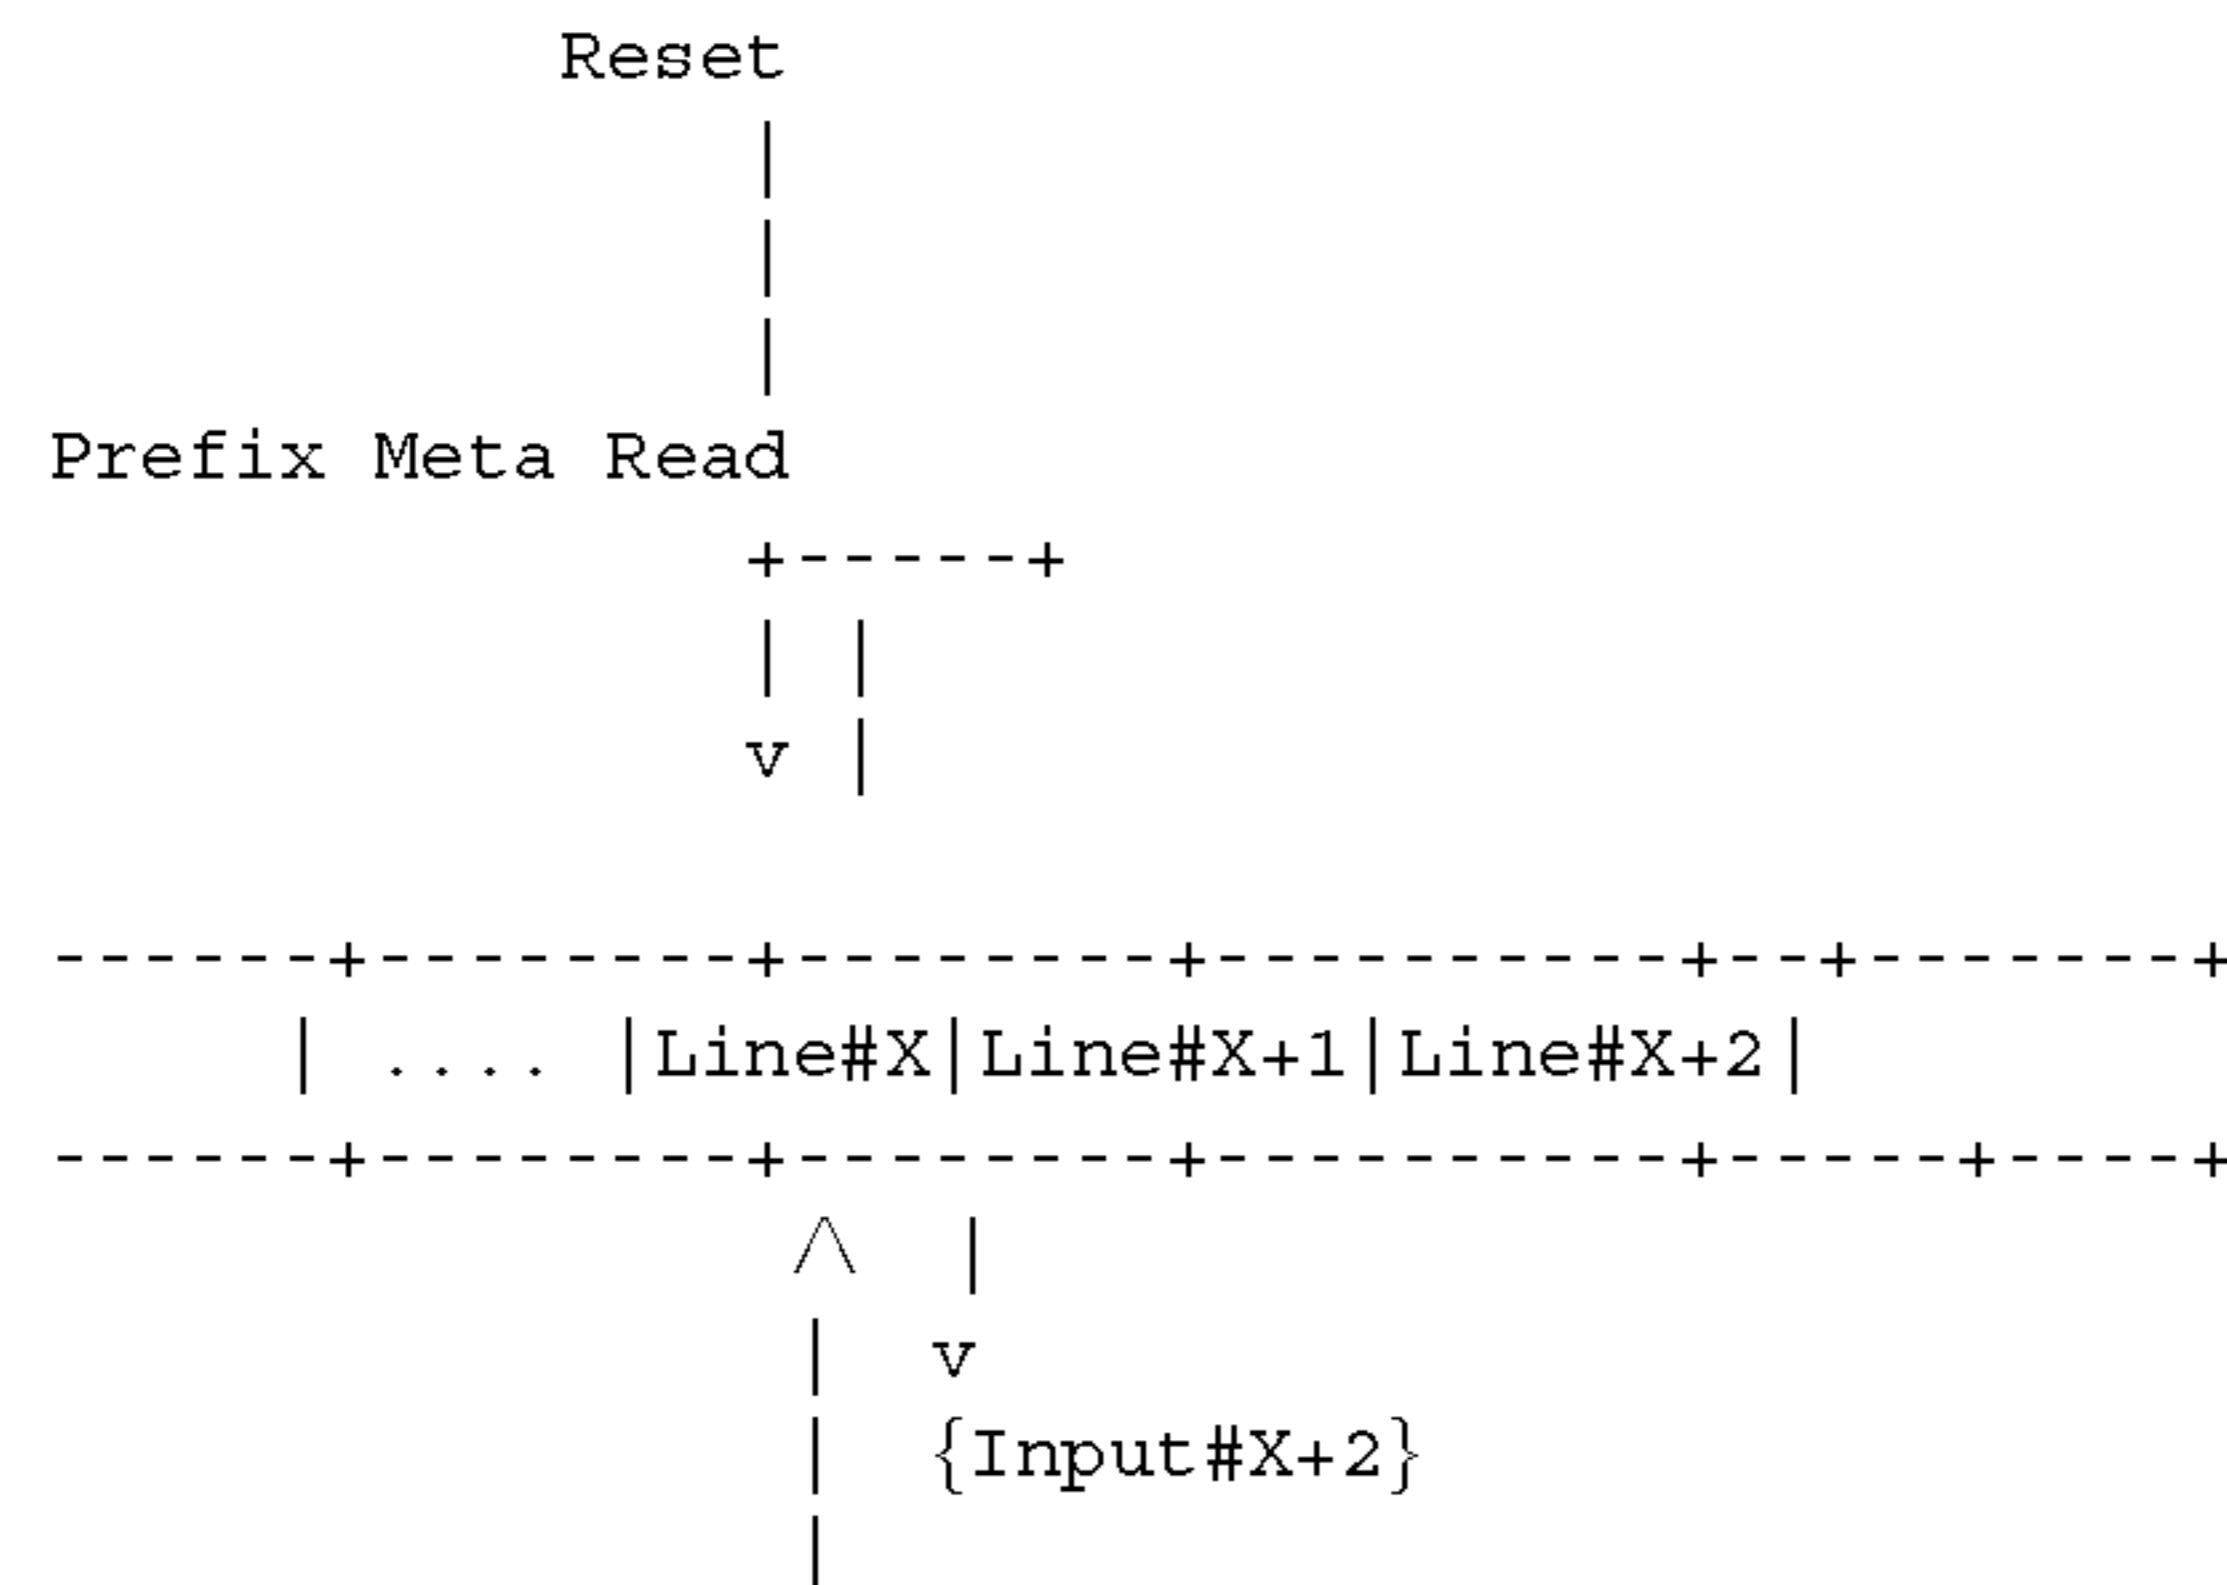 Reset
               |
               |
               |
Prefix Meta Read
               +-----+
               | |
               v |

------+--------+--------+----------+--+-------+
     | .... |Line#X|Line#X+1|Line#X+2|
------+--------+--------+----------+-----+----+
                ^  |
                |  v
                |  {Input#X+2}
                |